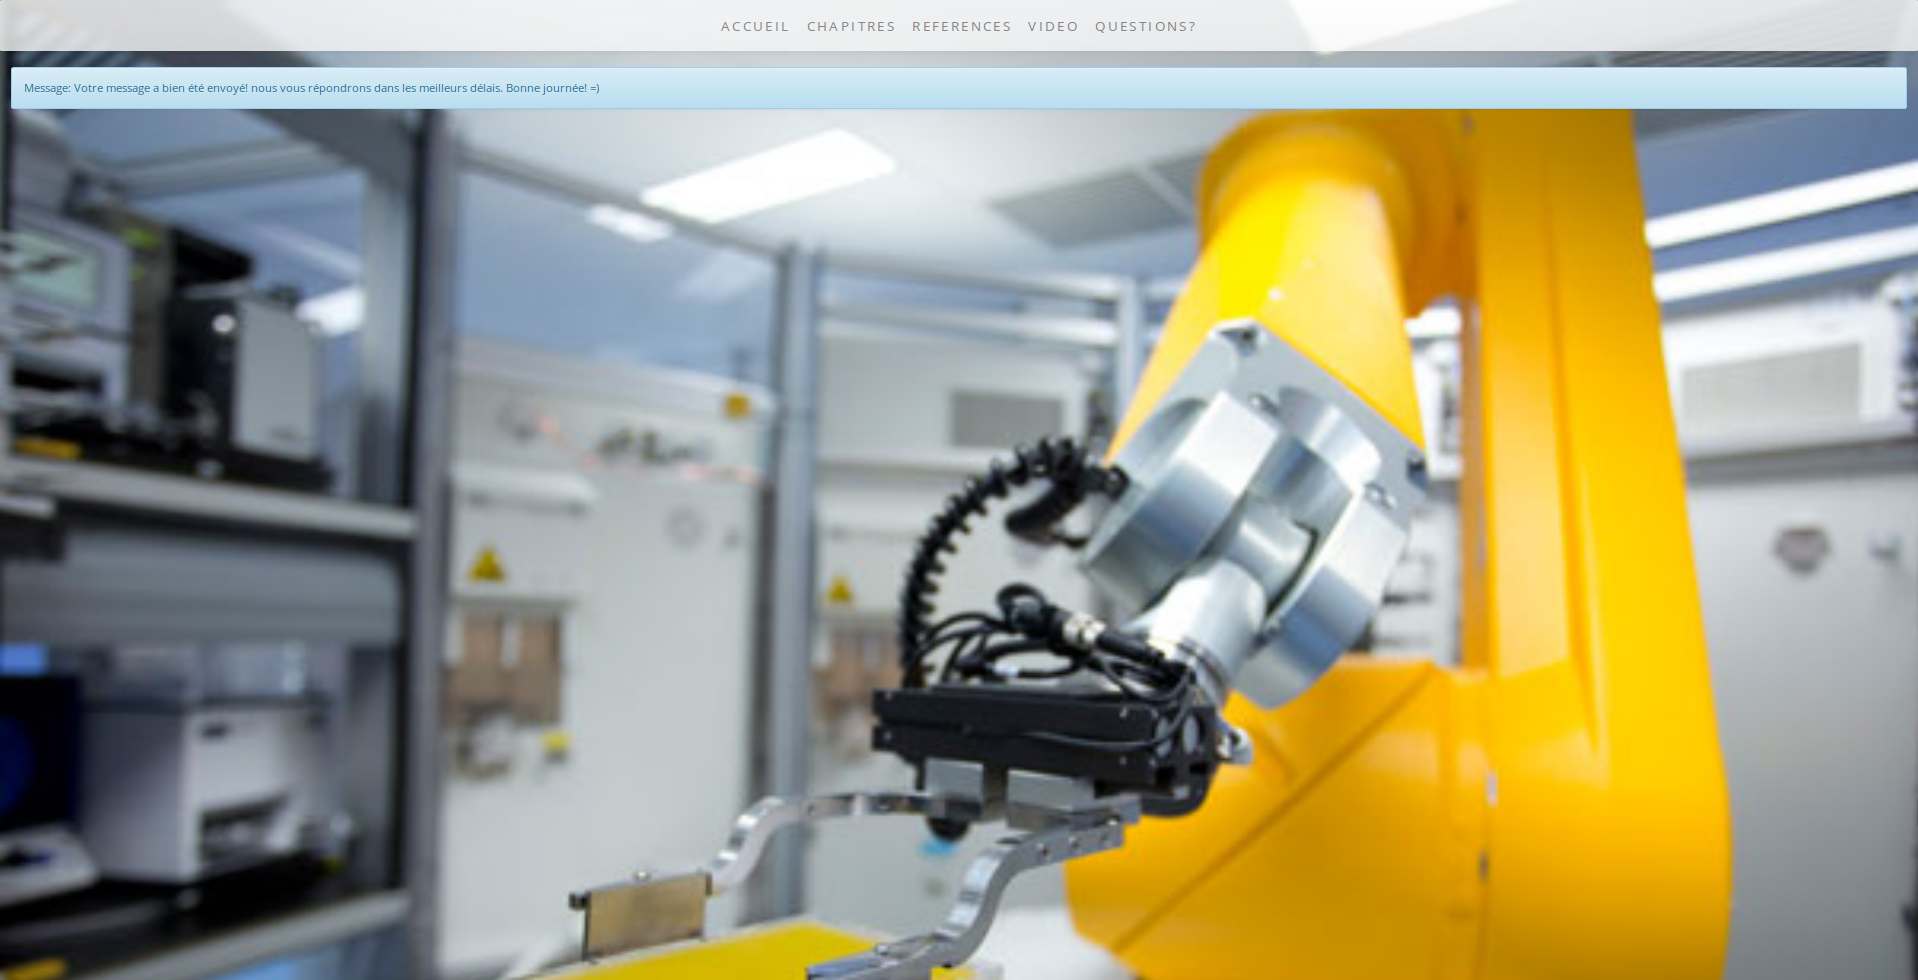 ACCUEIL CHAPITRES REFERENCES VIDEO QUESTIONS?
Message: Votre message a bien été envoyé! nous vous répondrons dans les meilleurs délais. Bonne journée! =)